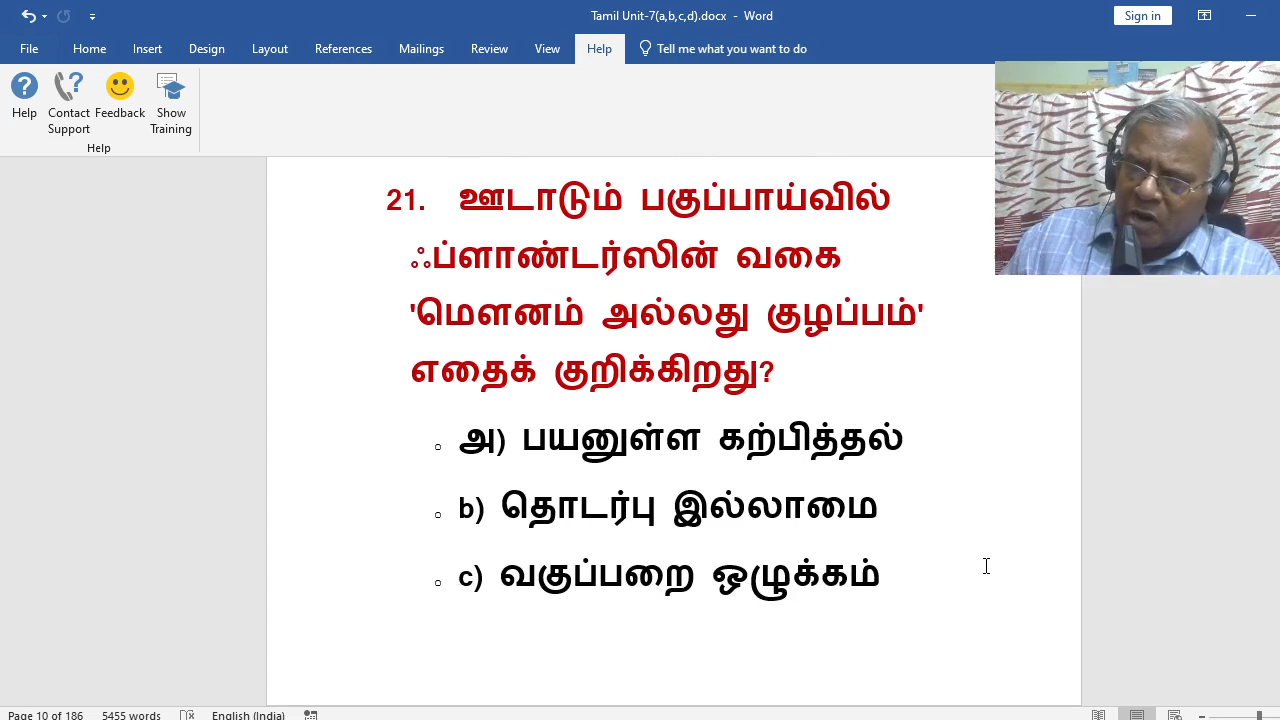 Tamil Unit-7(a,b,c,d).docx - Word
Sign in
File Home Insert Design Layout References Mailings Review View Help Tell me what you want to do
Help Contact Support Feedback Show Training
Help
21. ஊடாடும் பகுப்பாய்வில்
ஃப்ளாண்டர்ஸின் வகை
'மௌனம் அல்லது குழப்பம்'
எதைக் குறிக்கிறது?
அ) பயனுள்ள கற்பித்தல்
b) தொடர்பு இல்லாமை
c) வகுப்பறை ஒழுக்கம்
Page 10 of 186 5455 words English (India)